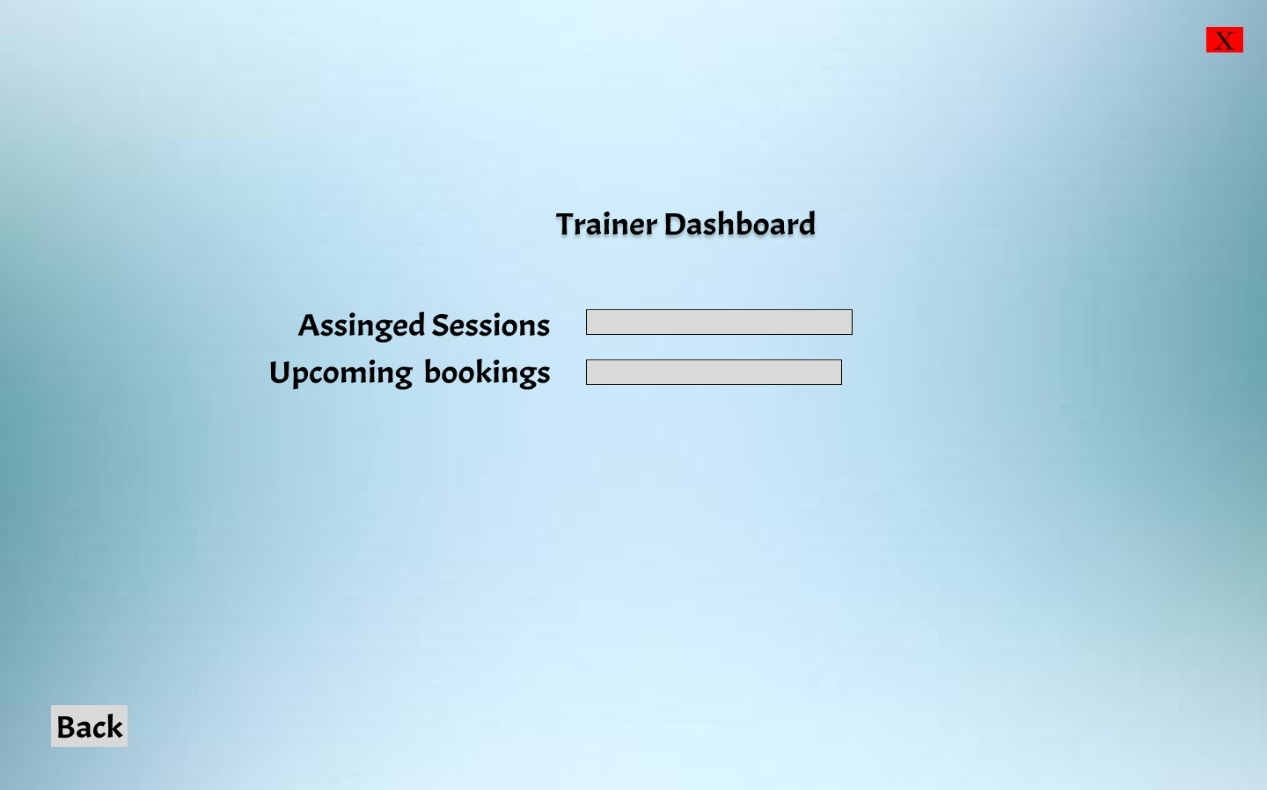 X
Trainer Dashboard
Assinged Sessions
Upcoming bookings
Back